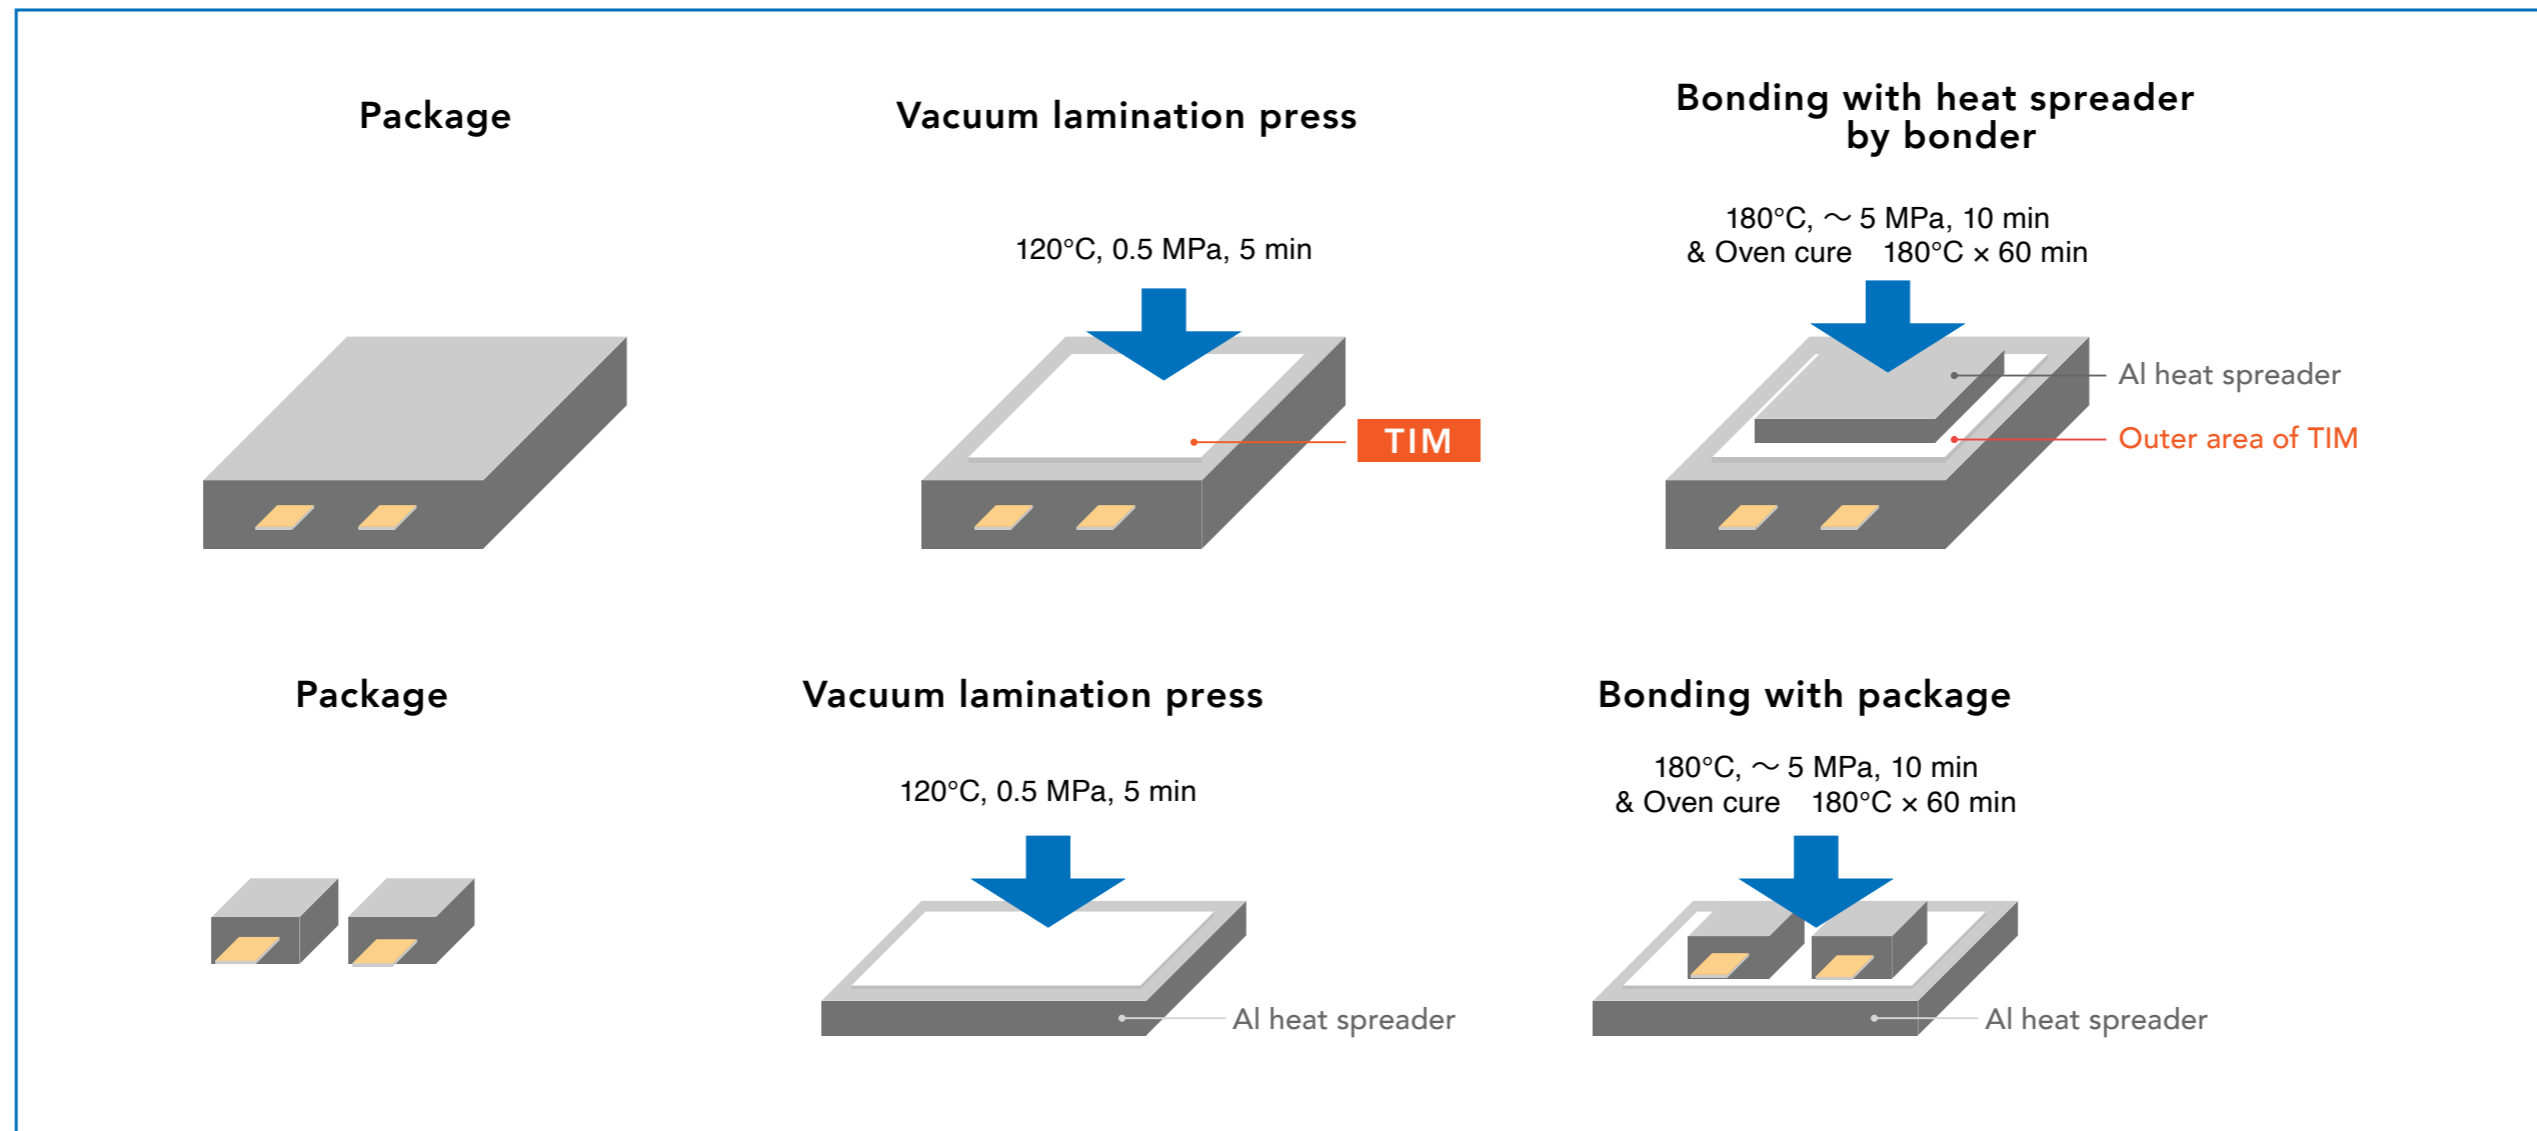 Package
Vacuum lamination press
Bonding with heat spreader
by bonder
120°C, 0.5 MPa, 5 min
180°C, ～ 5 MPa, 10 min
& Oven cure　180°C × 60 min
Al heat spreader
TIM
Outer area of TIM
Package
Vacuum lamination press
Bonding with package
120°C, 0.5 MPa, 5 min
180°C, ～ 5 MPa, 10 min
& Oven cure　180°C × 60 min
Al heat spreader
Al heat spreader